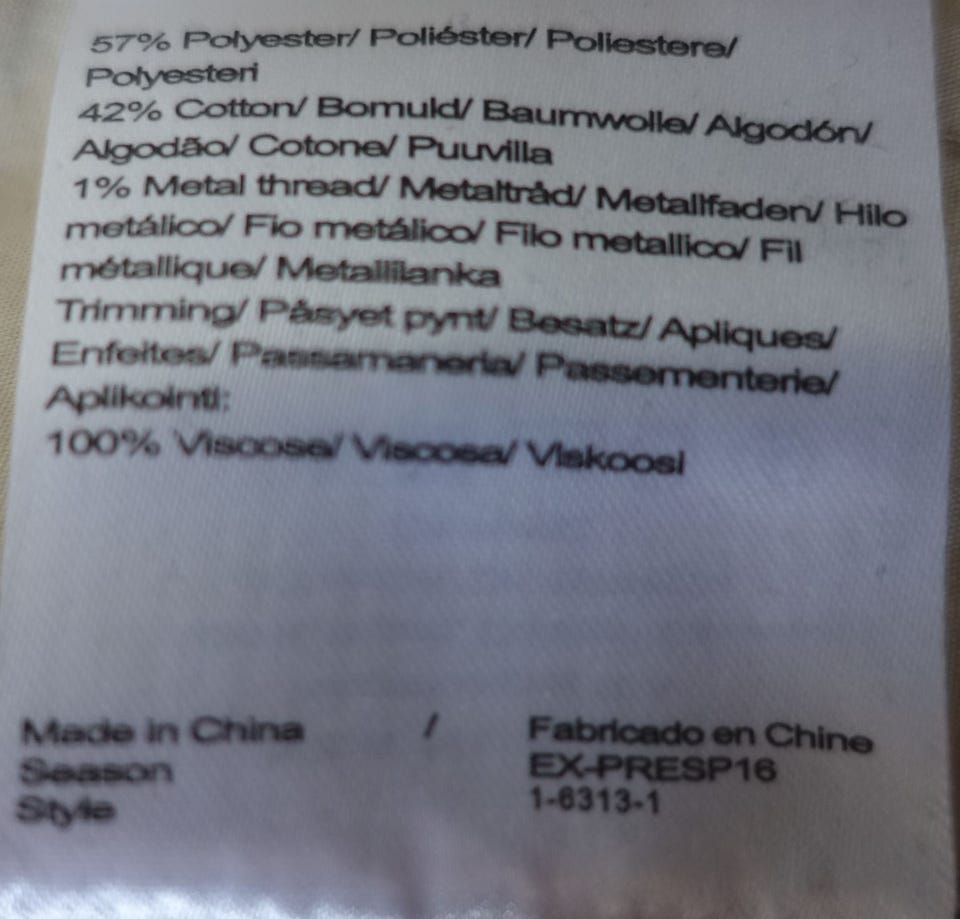 57% Polyester/ Poliéster/ Poliestere/
Polyesteri
42% Cotton/ Bomuld/ Baumwolle/ Algodón/
Algodão/ Cotone/ Puuvilla
1% Metal thread/ Metaltråd/ Metallfaden/ Hilo
metálico/ Fio metálico/ Filo metallico/ Fil
métallique/ Metallilanka
Trimming/ Påsyet pynt/ Besatz/ Apliques/
Enfeites/ Passamaneria/ Passementerie/
Aplikointi:
100% Viscose/ Viscosa/ Viskoosi
Made in China / Fabricado en Chine
Season EX-PRESP16
Style 1-6313-1